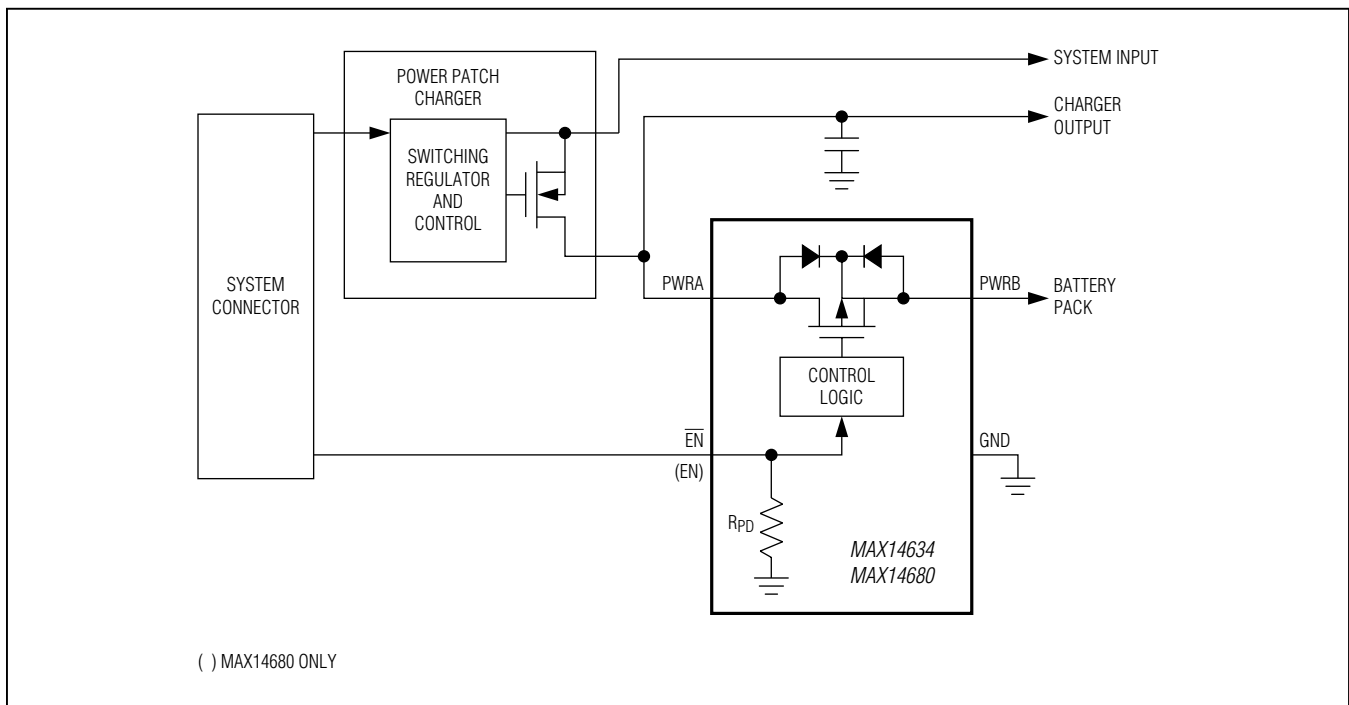 SYSTEM INPUT
POWER PATCH
CHARGER
CHARGER
OUTPUT
SWITCHING
REGULATOR
AND
CONTROL
SYSTEM
CONNECTOR
PWRA
PWRB
BATTERY
PACK
CONTROL
LOGIC
E̅N̅
(EN)
GND
RPD
MAX14634
MAX14680
( ) MAX14680 ONLY